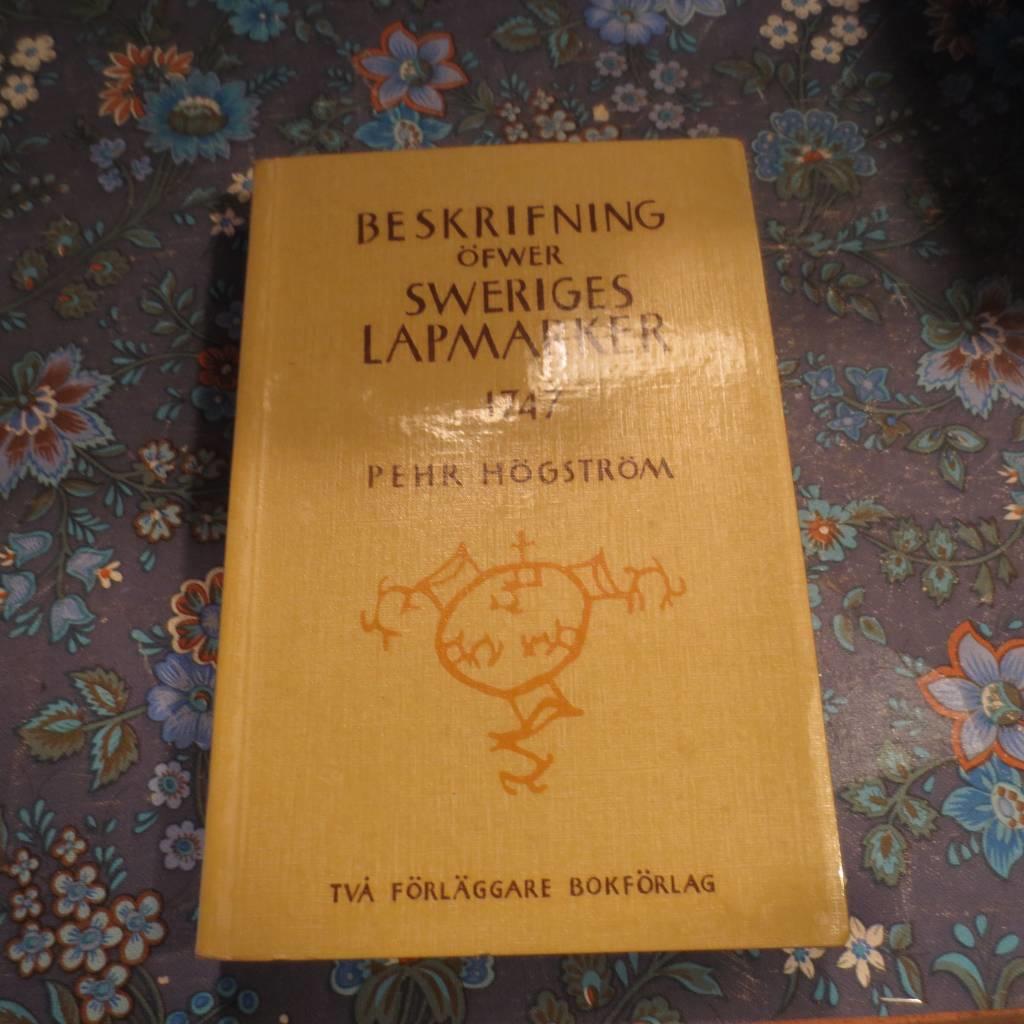 BESKRIFNING
ÖFWER
SWERIGES
LAPMARKER
1747
PEHR HÖGSTRÖM
TVÅ FÖRLÄGGARE BOKFÖRLAG